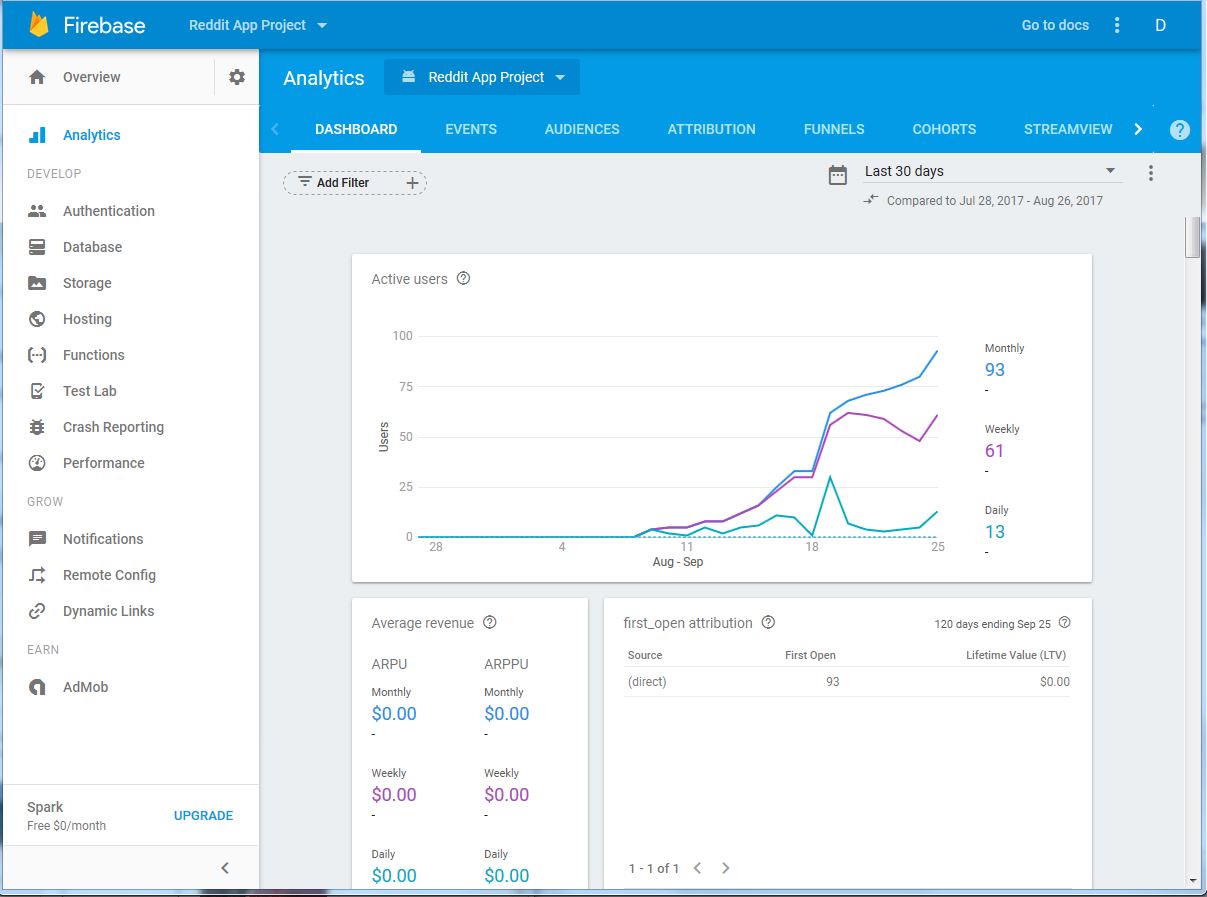 Firebase
Reddit App Project
Go to docs
D
Overview
Analytics
DEVELOP
Authentication
Database
Storage
Hosting
Functions
Test Lab
Crash Reporting
Performance
GROW
Notifications
Remote Config
Dynamic Links
EARN
AdMob
Spark
Free $0/month
UPGRADE
Analytics
Reddit App Project
DASHBOARD EVENTS AUDIENCES ATTRIBUTION FUNNELS COHORTS STREAMVIEW
?
Add Filter +
Last 30 days
Compared to Jul 28, 2017 - Aug 26, 2017
Active users ?
100
75
50
25
0
Users
28 4 11 18 25
Aug - Sep
Monthly
93
-
Weekly
61
-
Daily
13
-
Average revenue ?
ARPU ARPPU
Monthly Monthly
$0.00 $0.00
- -
Weekly Weekly
$0.00 $0.00
- -
Daily Daily
$0.00 $0.00
first_open attribution ? 120 days ending Sep 25 ?
Source First Open Lifetime Value (LTV)
(direct) 93 $0.00
1 - 1 of 1